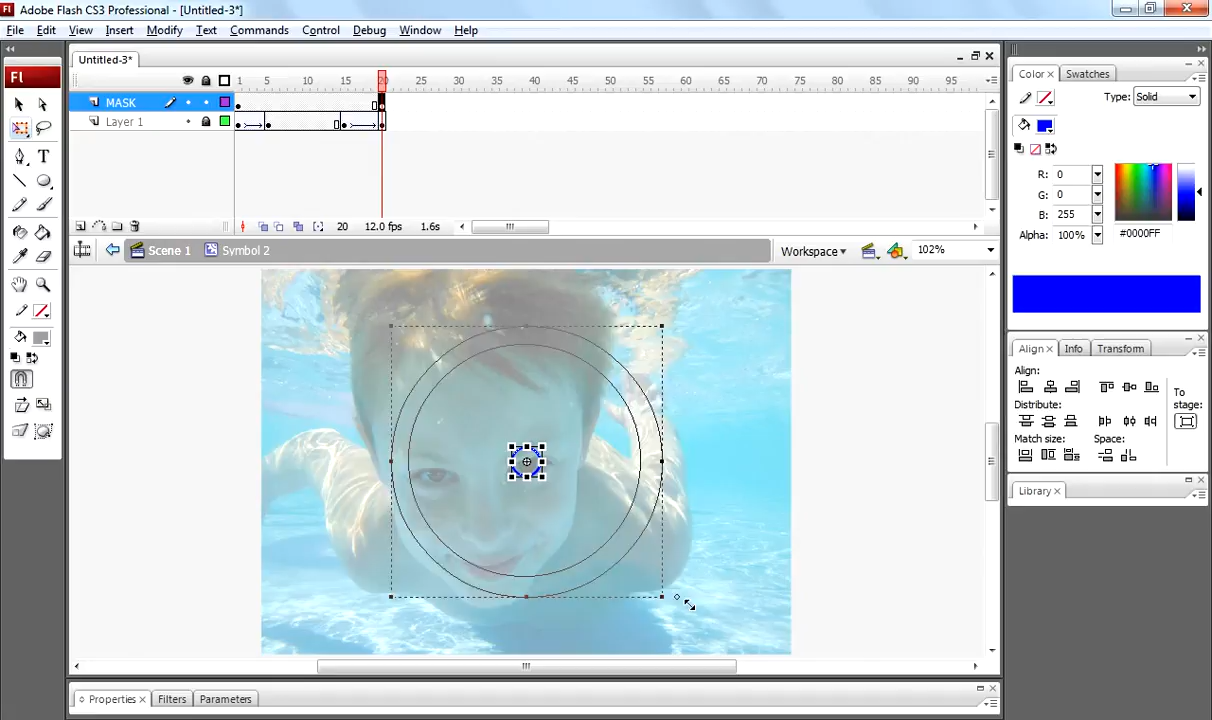 Adobe Flash CS3 Professional - [Untitled-3*]
File Edit View Insert Modify Text Commands Control Debug Window Help
Untitled-3*
1 5 10 15 20 25 30 35 40 45 50 55 60 65 70 75 80 85 90 95
Fl
MASK
Layer 1
20 12.0 fps 1.6s
Scene 1 Symbol 2 Workspace 102%
Color Swatches
Type: Solid
R: 0
G: 0
B: 255
Alpha: 100% #0000FF
Align Info Transform
Align:
To stage:
Distribute:
Match size: Space:
Library
Properties Filters Parameters